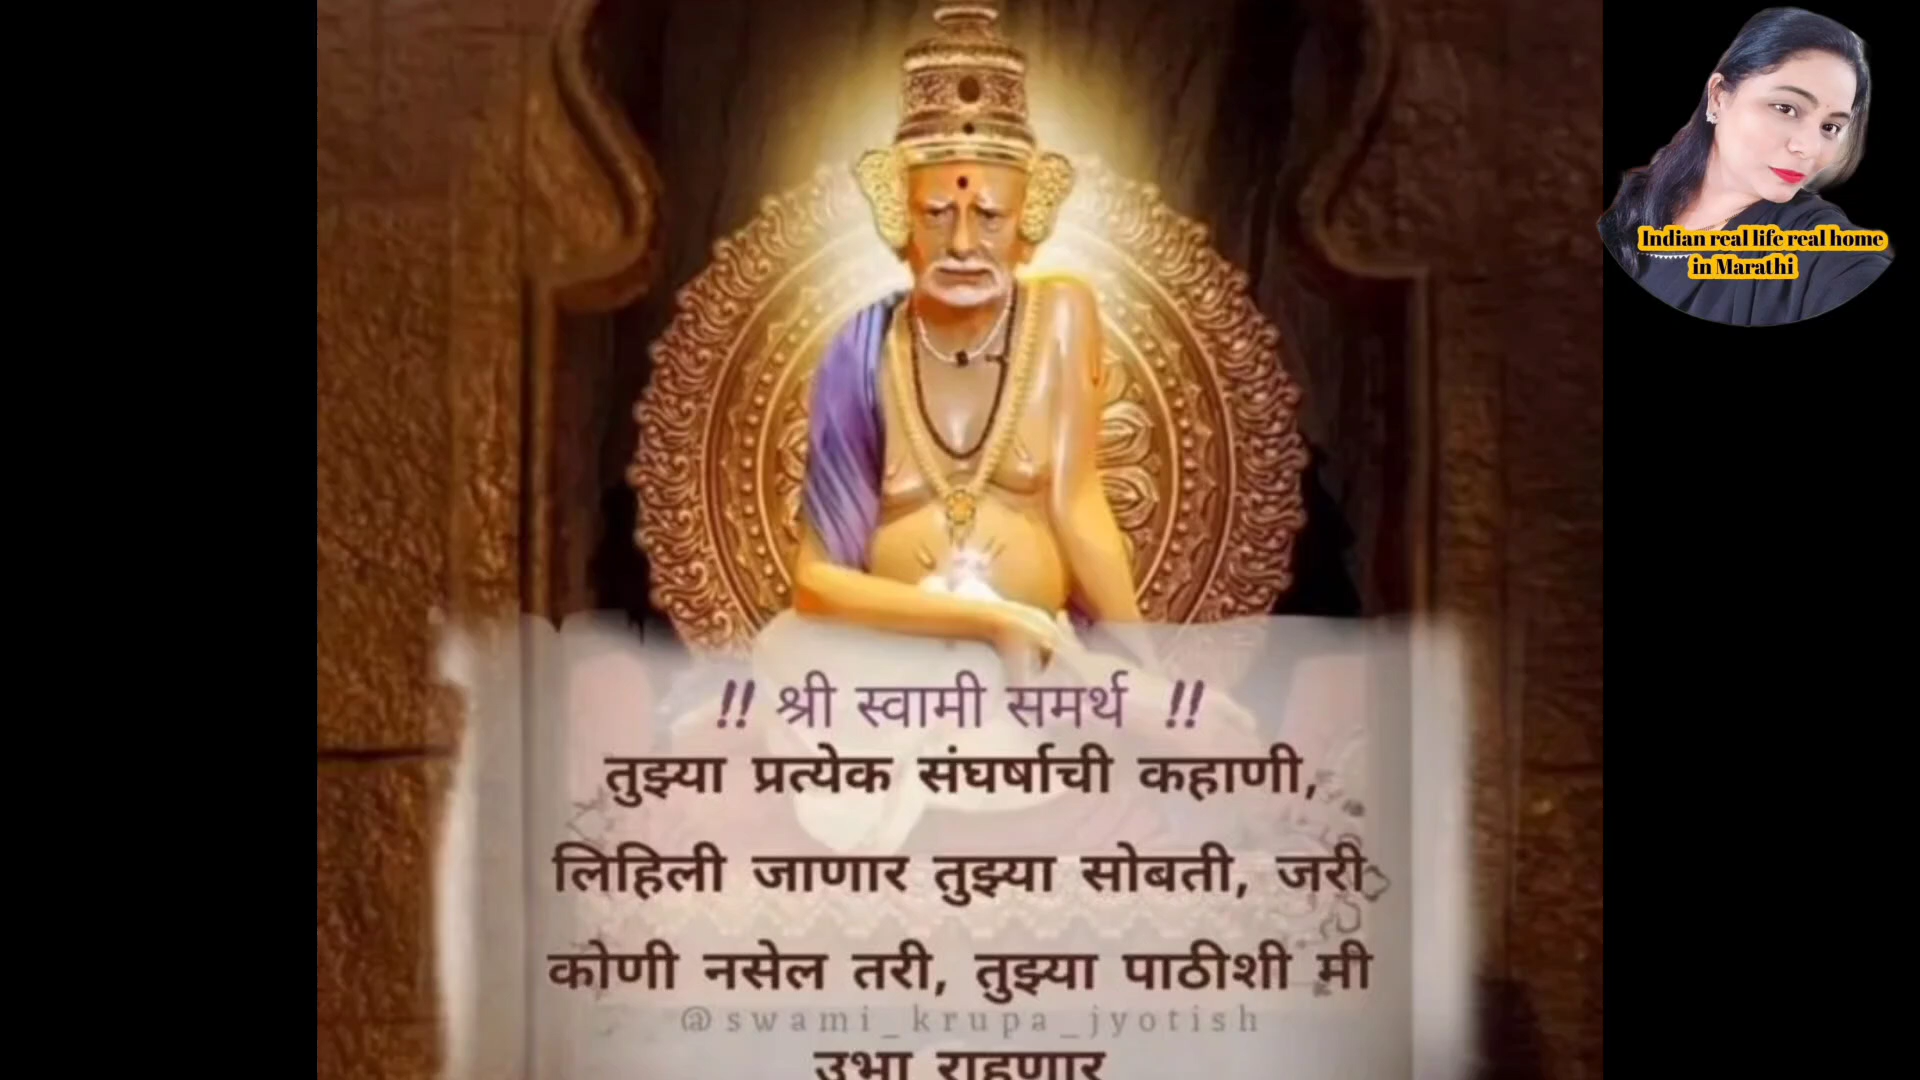 Indian real life real home
in Marathi
!! श्री स्वामी समर्थ !!
तुझ्या प्रत्येक संघर्षाची कहाणी,
लिहिली जाणार तुझ्या सोबती, जरी
कोणी नसेल तरी, तुझ्या पाठीशी मी
@swami_krupa_jyotish
उभा राहणार